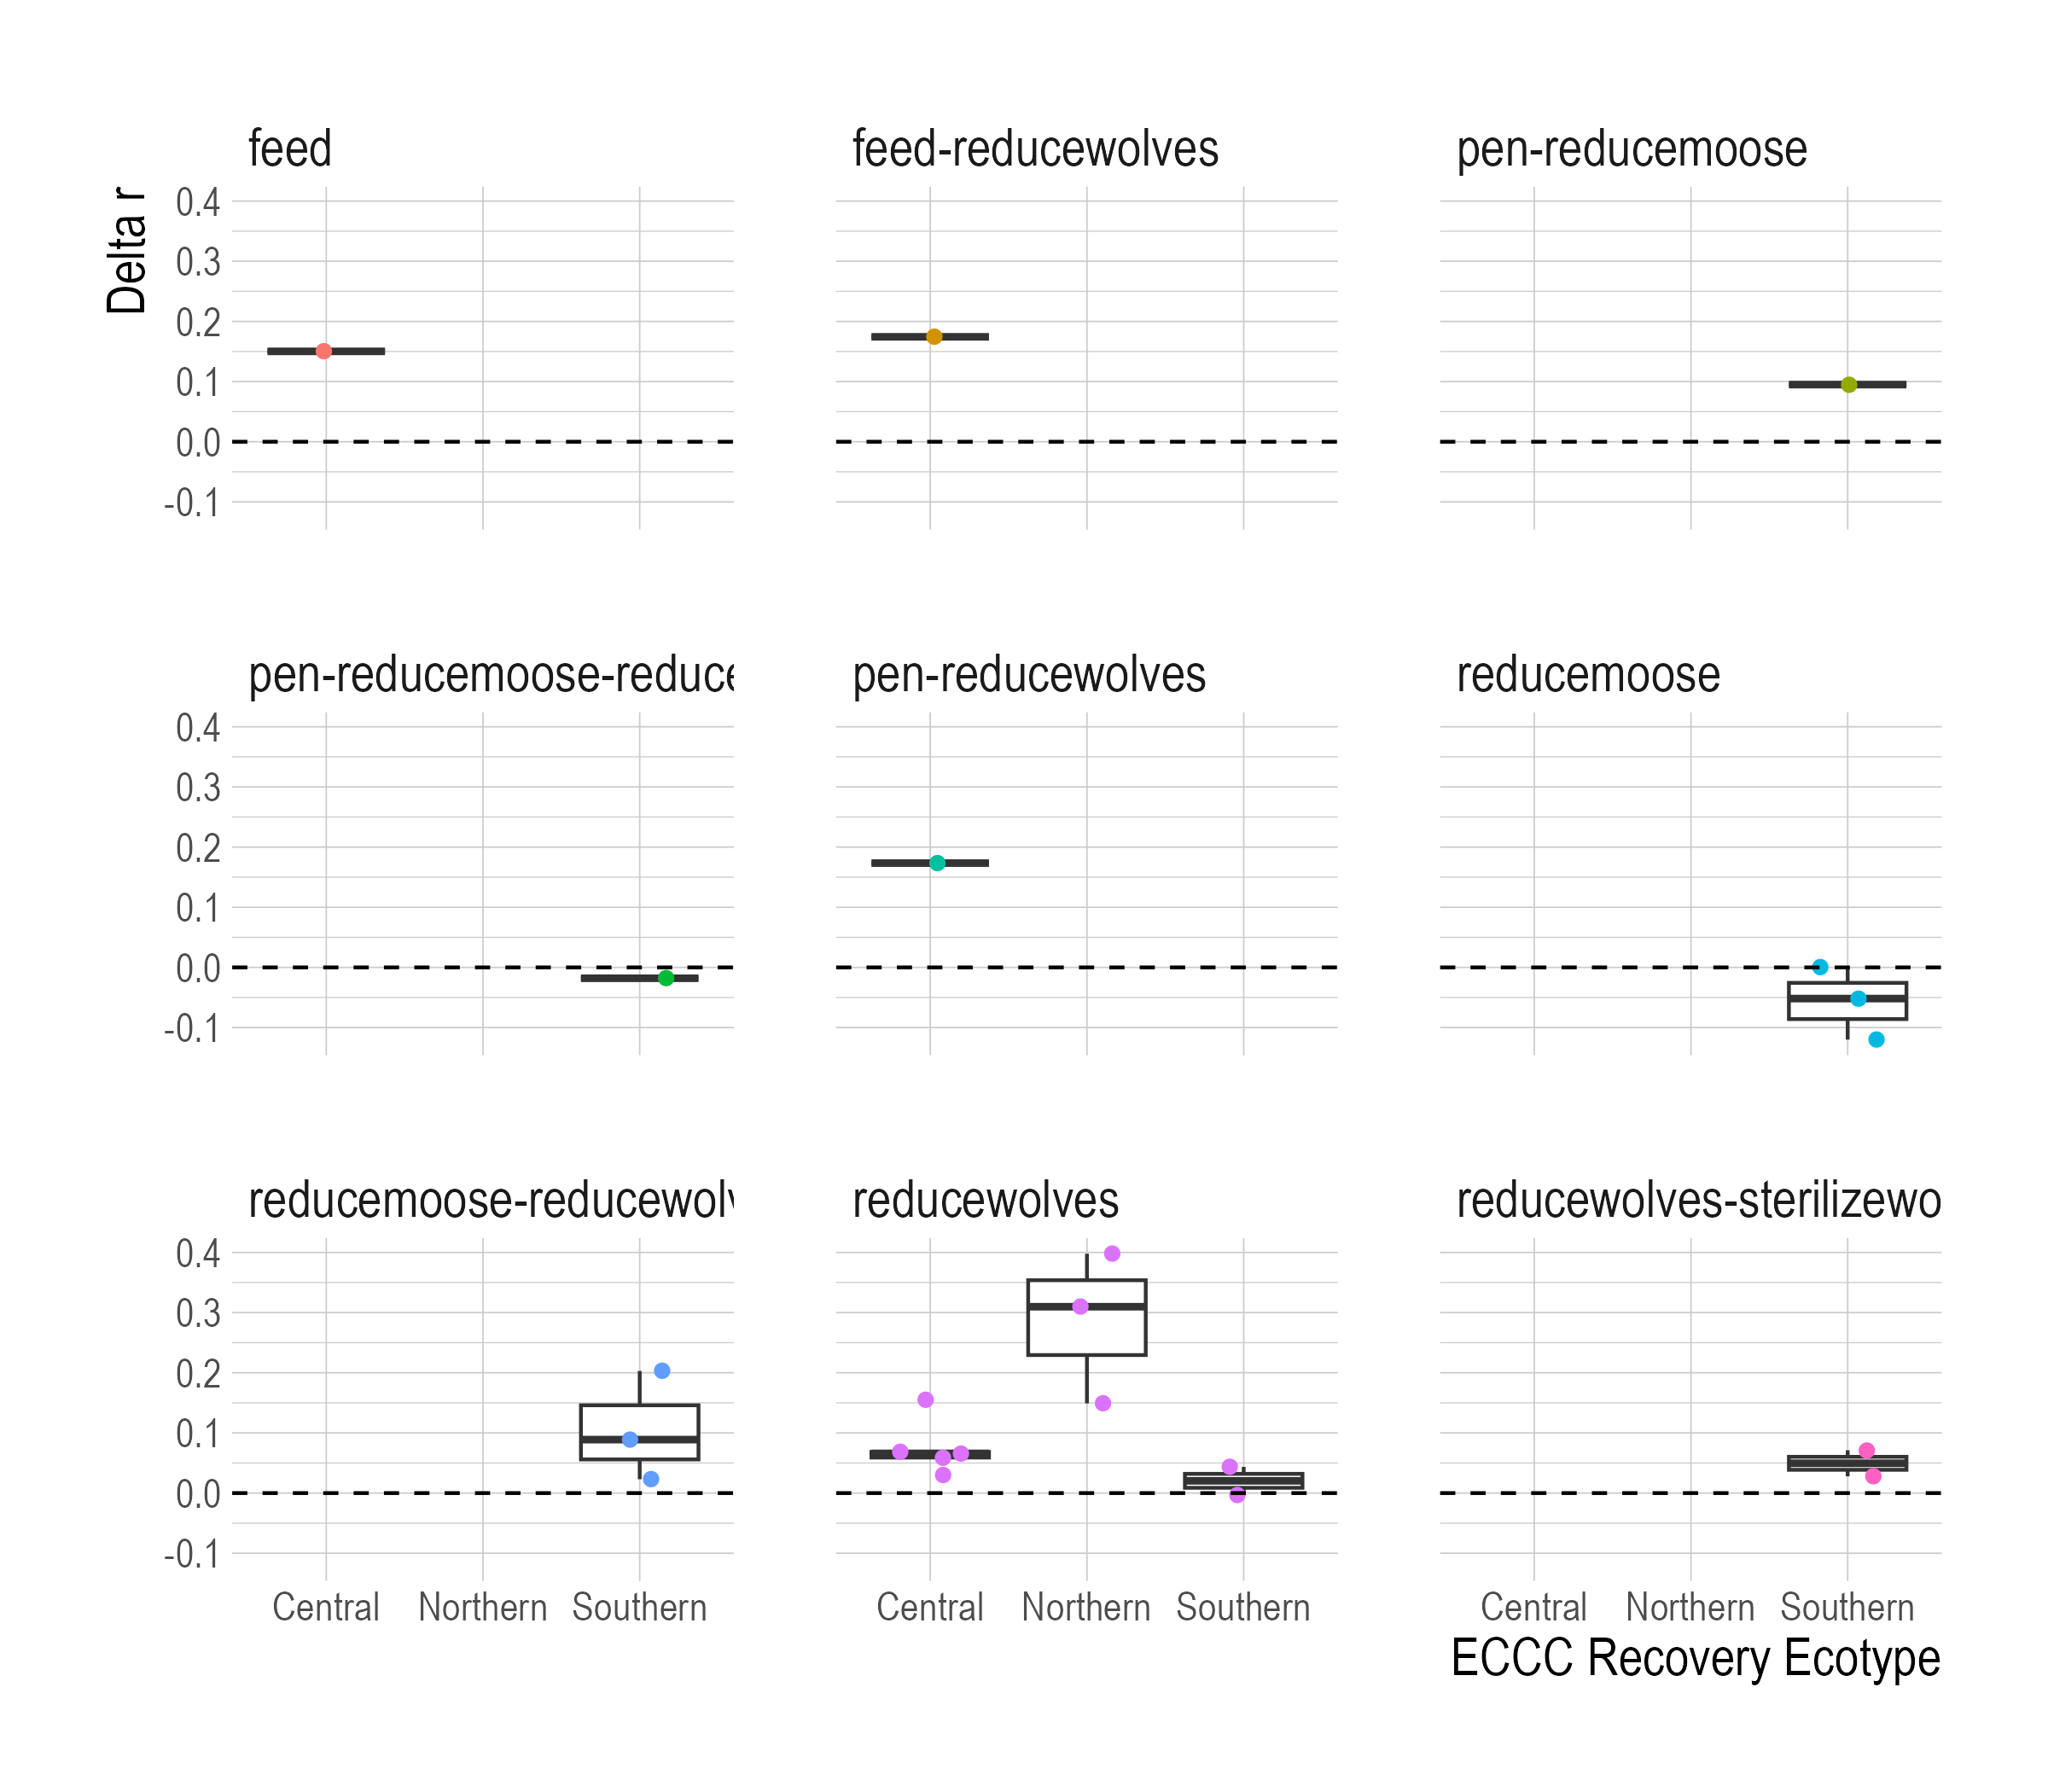 feed
feed-reducewolves
pen-reducemoose
Delta r
0.4
0.3
0.2
0.1
0.0
-0.1
pen-reducemoose-reduce
pen-reducewolves
reducemoose
0.4
0.3
0.2
0.1
0.0
-0.1
reducemoose-reducewol
reducewolves
reducewolves-sterilizewo
0.4
0.3
0.2
0.1
0.0
-0.1
Central Northern Southern
Central Northern Southern
Central Northern Southern
ECCC Recovery Ecotype